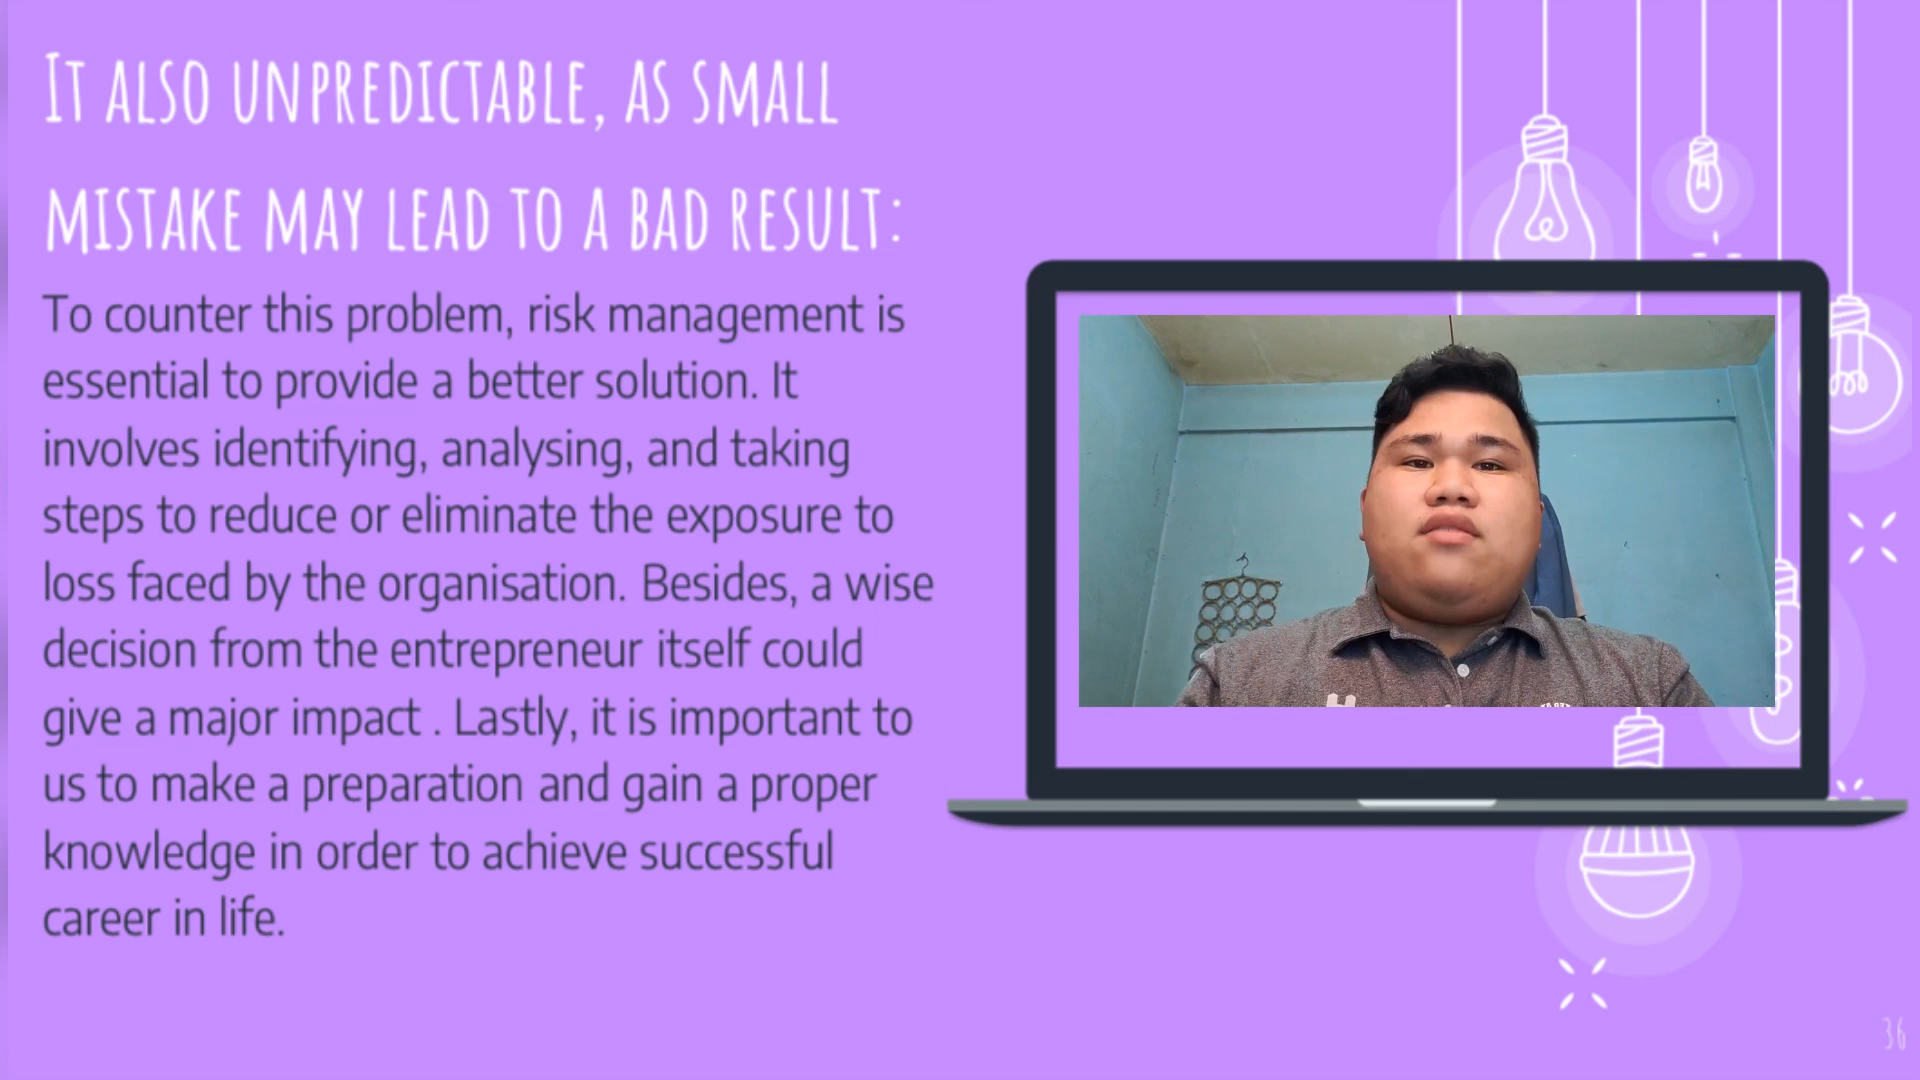 It also unpredictable, as small
mistake may lead to a bad result:
To counter this problem, risk management is
essential to provide a better solution. It
involves identifying, analysing, and taking
steps to reduce or eliminate the exposure to
loss faced by the organisation. Besides, a wise
decision from the entrepreneur itself could
give a major impact . Lastly, it is important to
us to make a preparation and gain a proper
knowledge in order to achieve successful
career in life.
36